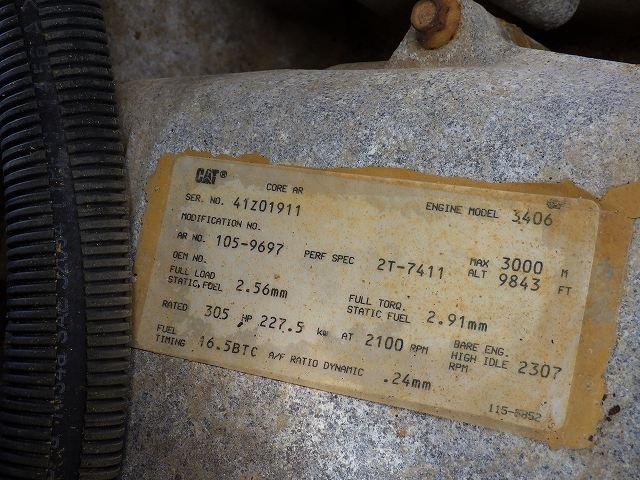 CAT® CORE AR
SER. NO. 41Z01911 ENGINE MODEL 3406
MODIFICATION NO.
AR NO. 105-9697 PERF SPEC 2T-7411 MAX ALT 3000 M 9843 FT
OEM NO.
FULL LOAD STATIC FUEL 2.56mm FULL TORQ. STATIC FUEL 2.91mm
RATED 305 HP 227.5 kW AT 2100 RPM BARE ENG. HIGH IDLE RPM 2307
FUEL TIMING 16.5BTC A/F RATIO DYNAMIC .24mm